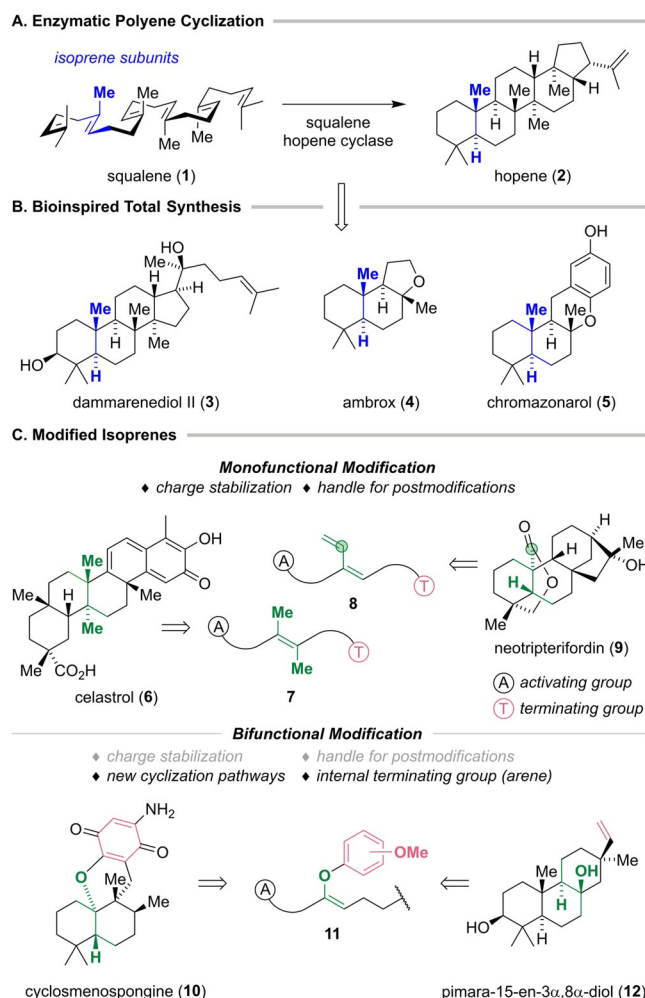 A. Enzymatic Polyene Cyclization
isoprene subunits
Me
Me
Me
Me
Me
squalene (1)
squalene
hopene cyclase
H
Me
Me
Me
Me
H
H
H
hopene (2)
B. Bioinspired Total Synthesis
HO
Me
H
H
Me
Me
Me
H
HO
H
dammarenediol II (3)
Me
H
O
Me
H
ambrox (4)
OH
Me
H
Me
O
H
chromazonarol (5)
C. Modified Isoprenes
Monofunctional Modification
♦ charge stabilization ♦ handle for postmodifications
Me
OH
O
Me
Me
H
Me
Me
Me
CO2H
celastrol (6)
A
T
8
A
Me
Me
T
7
O
H
H
Me
OH
O
H
Me
neotripterifordin (9)
A activating group
T terminating group
Bifunctional Modification
♦ charge stabilization ♦ handle for postmodifications
♦ new cyclization pathways ♦ internal terminating group (arene)
NH2
O
O
O
Me
Me
H
cyclosmenospongine (10)
OMe
O
A
11
Me
Me
OH
H
HO
H
pimara-15-en-3α,8α-diol (12)